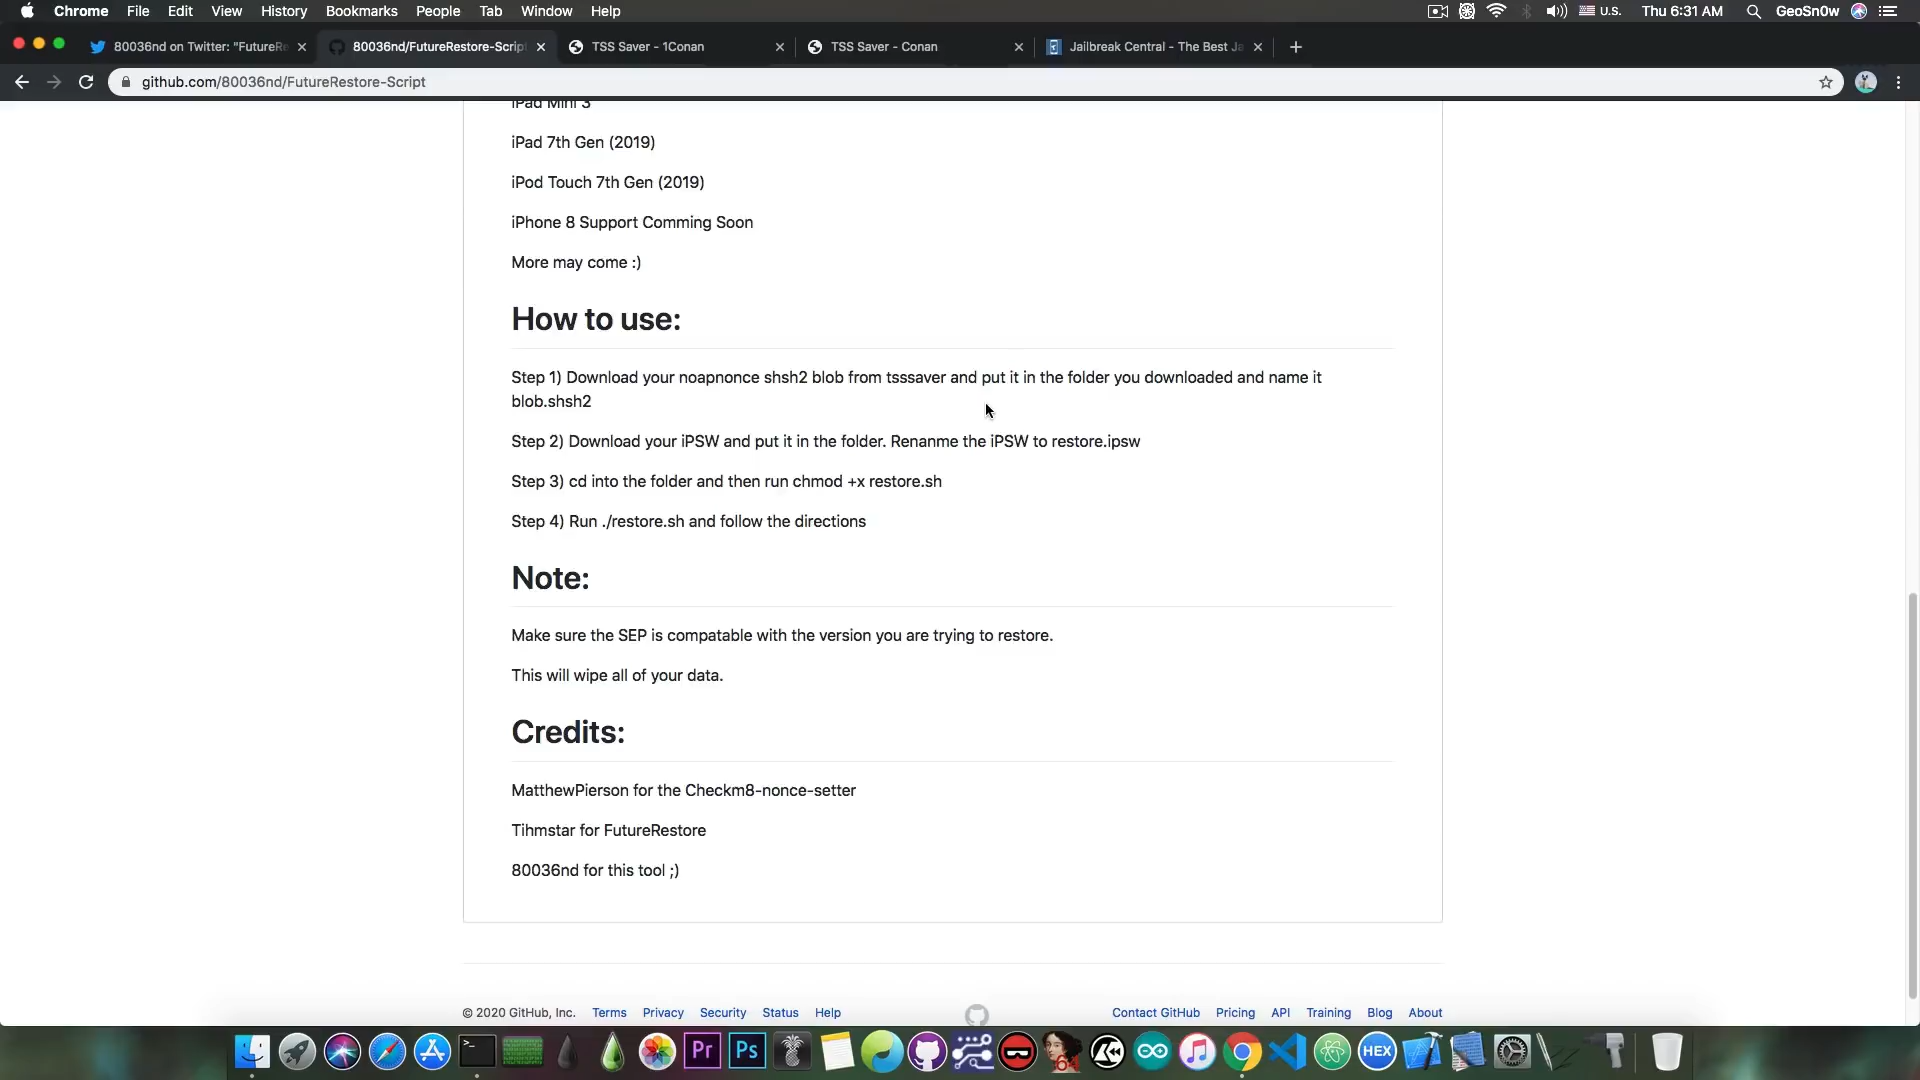 Chrome File Edit View History Bookmarks People Tab Window Help U.S. Thu 6:31 AM GeoSn0w
80036nd on Twitter: "FutureRe
80036nd/FutureRestore-Scrip
TSS Saver - 1Conan
TSS Saver - Conan
Jailbreak Central - The Best Ja
github.com/80036nd/FutureRestore-Script
iPad Mini 3
iPad 7th Gen (2019)
iPod Touch 7th Gen (2019)
iPhone 8 Support Comming Soon
More may come :)
How to use:
Step 1) Download your noapnonce shsh2 blob from tsssaver and put it in the folder you downloaded and name it
blob.shsh2
Step 2) Download your iPSW and put it in the folder. Renanme the iPSW to restore.ipsw
Step 3) cd into the folder and then run chmod +x restore.sh
Step 4) Run ./restore.sh and follow the directions
Note:
Make sure the SEP is compatable with the version you are trying to restore.
This will wipe all of your data.
Credits:
MatthewPierson for the Checkm8-nonce-setter
Tihmstar for FutureRestore
80036nd for this tool ;)
© 2020 GitHub, Inc. Terms Privacy Security Status Help Contact GitHub Pricing API Training Blog About
>_ Pr Ps 64 HEX